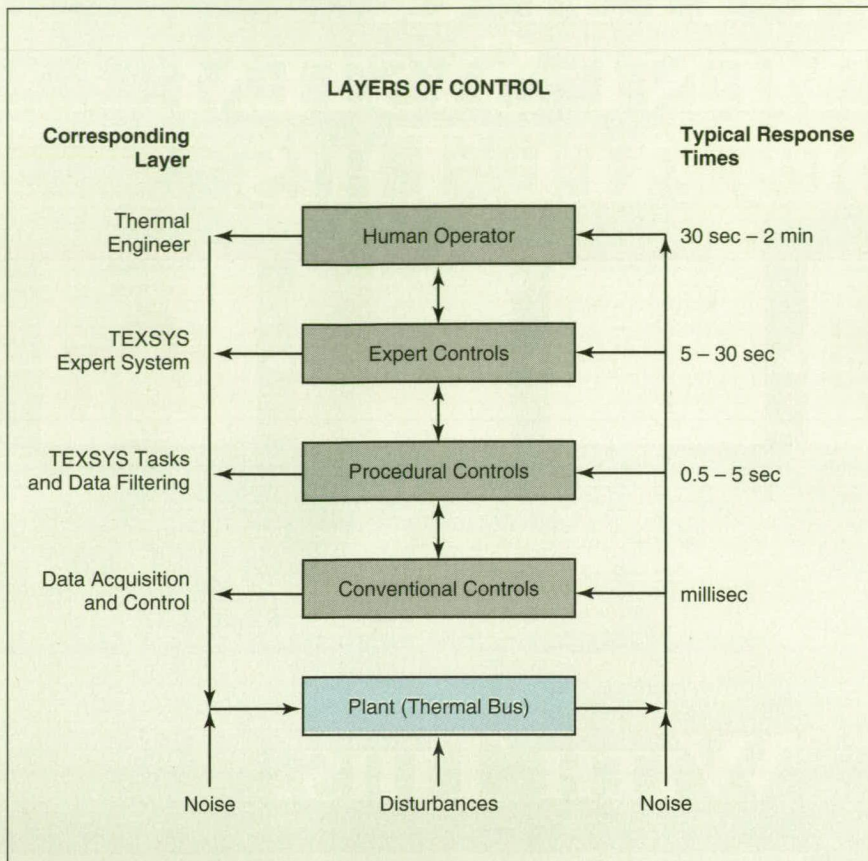 LAYERS OF CONTROL
Corresponding
Layer
Typical Response
Times
Thermal
Engineer
Human Operator
30 sec – 2 min
TEXSYS
Expert System
Expert Controls
5 – 30 sec
TEXSYS Tasks
and Data Filtering
Procedural Controls
0.5 – 5 sec
Data Acquisition
and Control
Conventional Controls
millisec
Plant (Thermal Bus)
Noise
Disturbances
Noise